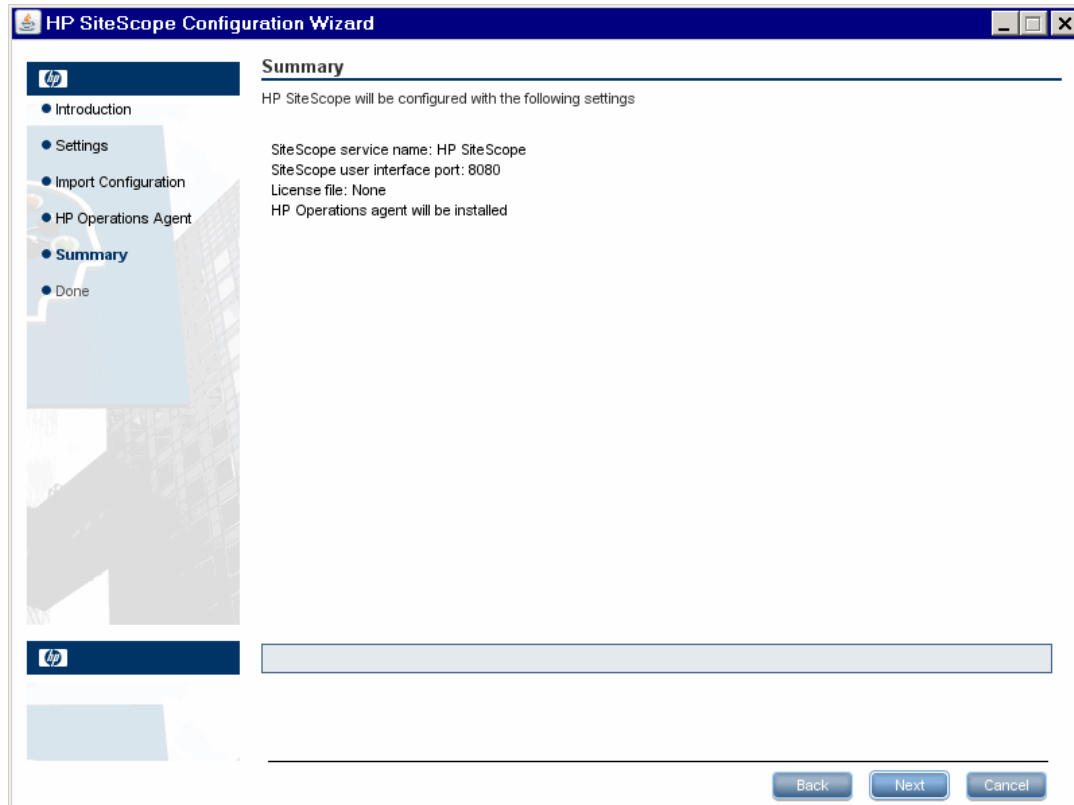 HP SiteScope Configuration Wizard
hp
Introduction
Settings
Import Configuration
HP Operations Agent
Summary
Done
Summary
HP SiteScope will be configured with the following settings
SiteScope service name: HP SiteScope
SiteScope user interface port: 8080
License file: None
HP Operations agent will be installed
hp
Back
Next
Cancel